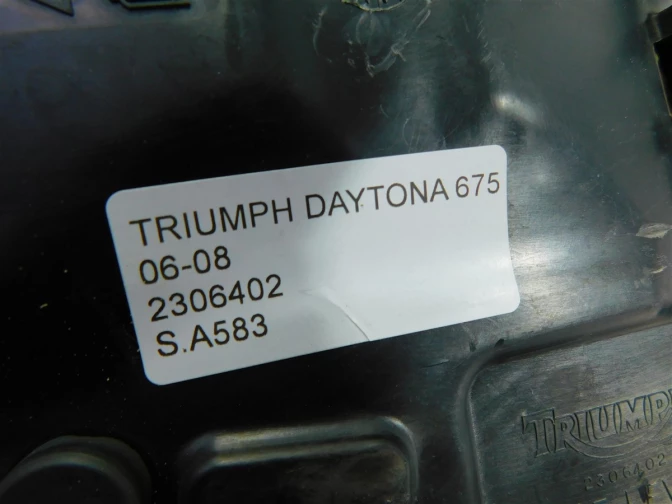 TRIUMPH DAYTONA 675
06-08
2306402
S.A583
TRIUMPH
2306402